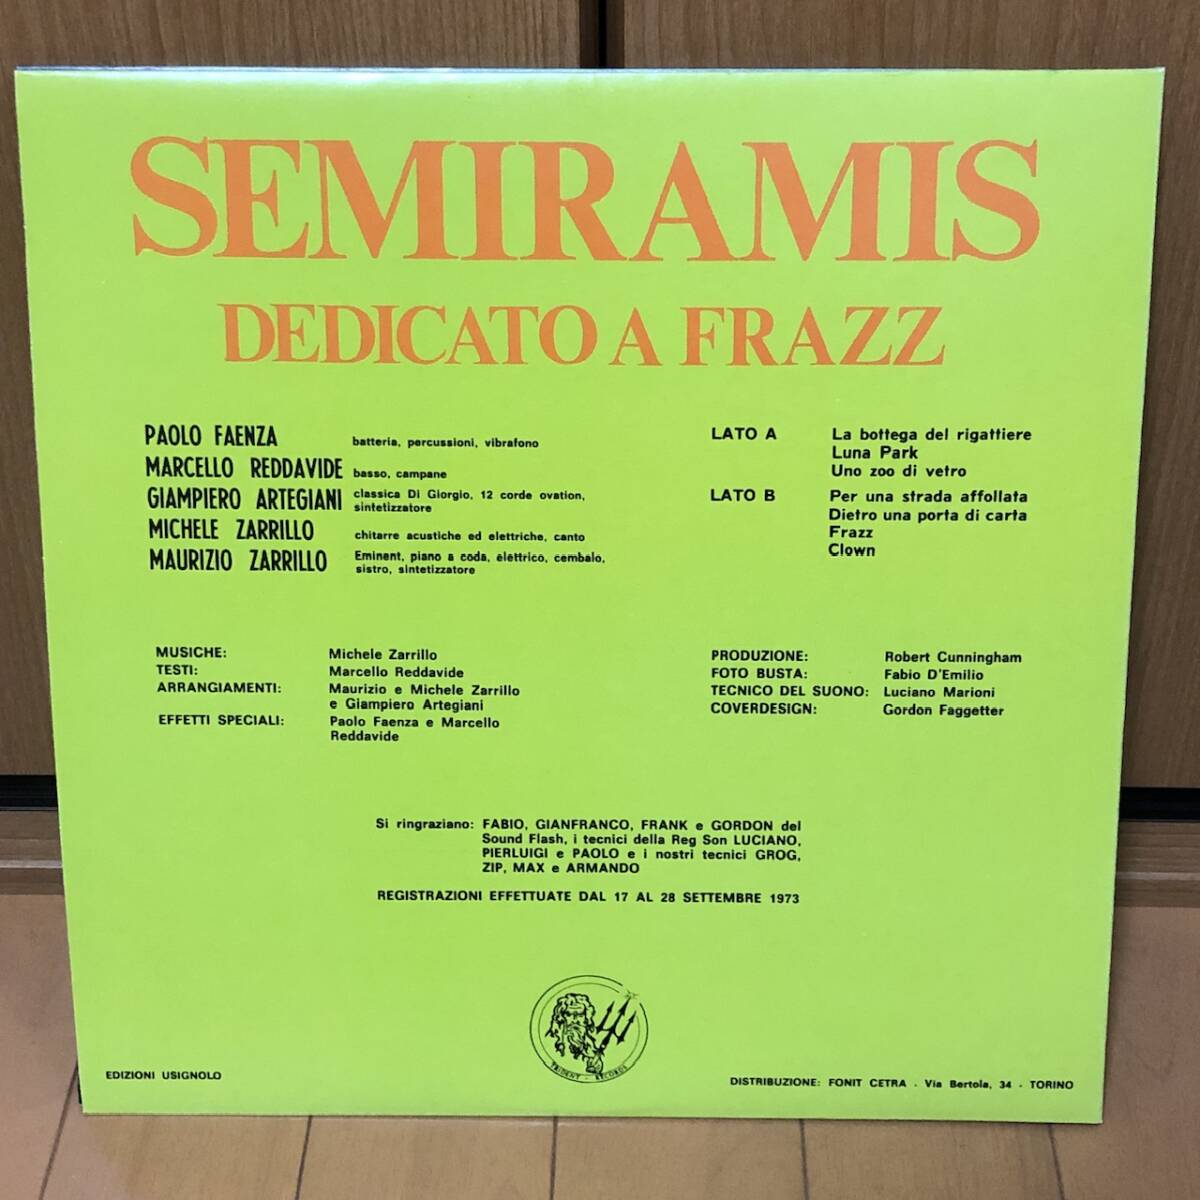 SEMIRAMIS
DEDICATO A FRAZZ
PAOLO FAENZA batteria, percussioni, vibrafono
MARCELLO REDDAVIDE basso, campane
GIAMPIERO ARTEGIANI classica Di Giorgio, 12 corde ovation,
sintetizzatore
MICHELE ZARRILLO chitarre acustiche ed elettriche, canto
MAURIZIO ZARRILLO Eminent, piano a coda, elettrico, cembalo,
sistro, sintetizzatore
LATO A La bottega del rigattiere
Luna Park
Uno zoo di vetro
LATO B Per una strada affollata
Dietro una porta di carta
Frazz
Clown
MUSICHE: Michele Zarrillo
TESTI: Marcello Reddavide
ARRANGIAMENTI: Maurizio e Michele Zarrillo
e Giampiero Artegiani
EFFETTI SPECIALI: Paolo Faenza e Marcello
Reddavide
PRODUZIONE: Robert Cunningham
FOTO BUSTA: Fabio D'Emilio
TECNICO DEL SUONO: Luciano Marioni
COVERDESIGN: Gordon Faggetter
Si ringraziano: FABIO, GIANFRANCO, FRANK e GORDON del
Sound Flash, i tecnici della Reg Son LUCIANO,
PIERLUIGI e PAOLO e i nostri tecnici GROG,
ZIP, MAX e ARMANDO
REGISTRAZIONI EFFETTUATE DAL 17 AL 28 SETTEMBRE 1973
TRIDENT - RECORDS
EDIZIONI USIGNOLO
DISTRIBUZIONE: FONIT CETRA - Via Bertola, 34 - TORINO